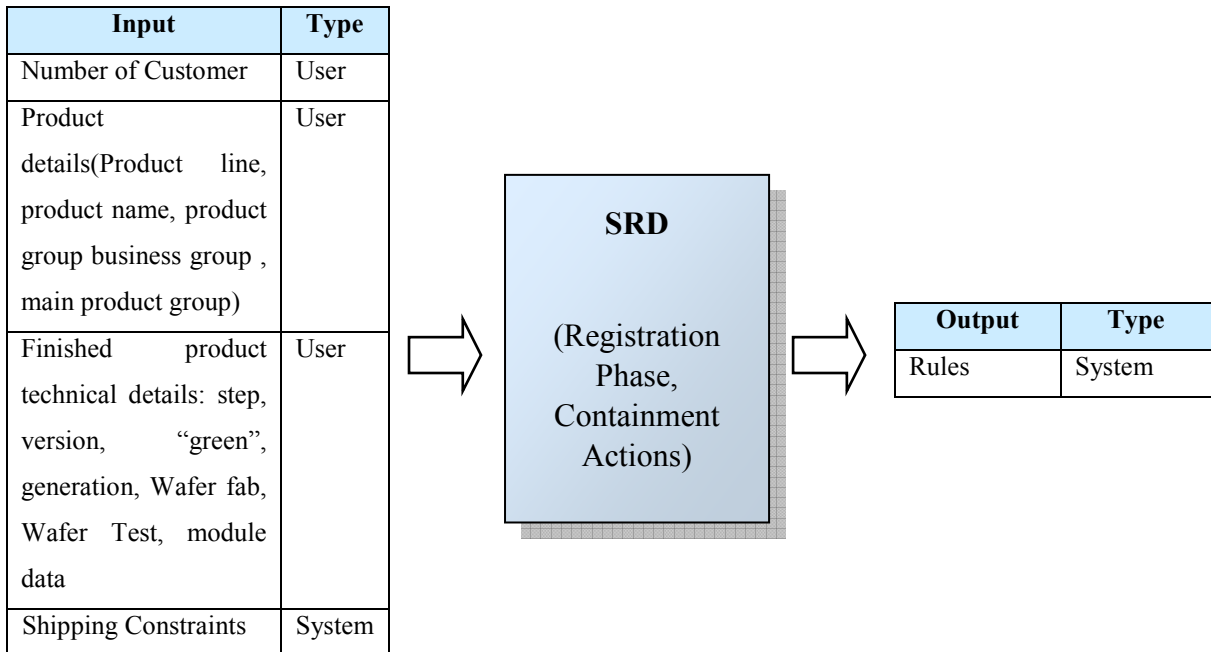 Input Type
Number of Customer User
Product User
details(Product line,
product name, product
group business group ,
main product group)
Finished product User
technical details: step,
version, “green”,
generation, Wafer fab,
Wafer Test, module
data
Shipping Constraints System
SRD
(Registration
Phase,
Containment
Actions)
Output Type
Rules System